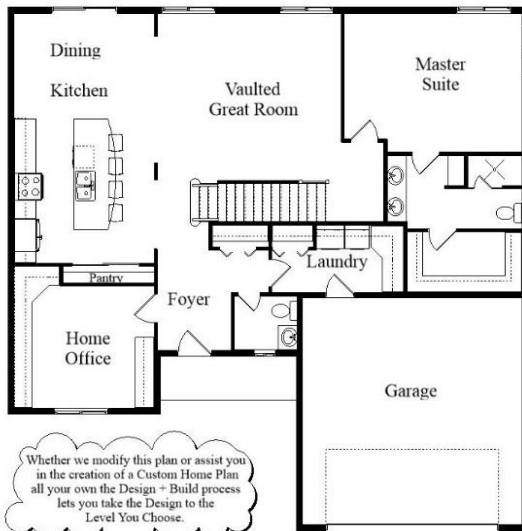 Dining
Kitchen
Vaulted
Great Room
Master
Suite
Pantry
Laundry
Foyer
Home
Office
Garage
Whether we modify this plan or assist you
in the creation of a Custom Home Plan
all your own the Design + Build process
lets you take the Design to the
Level You Choose.